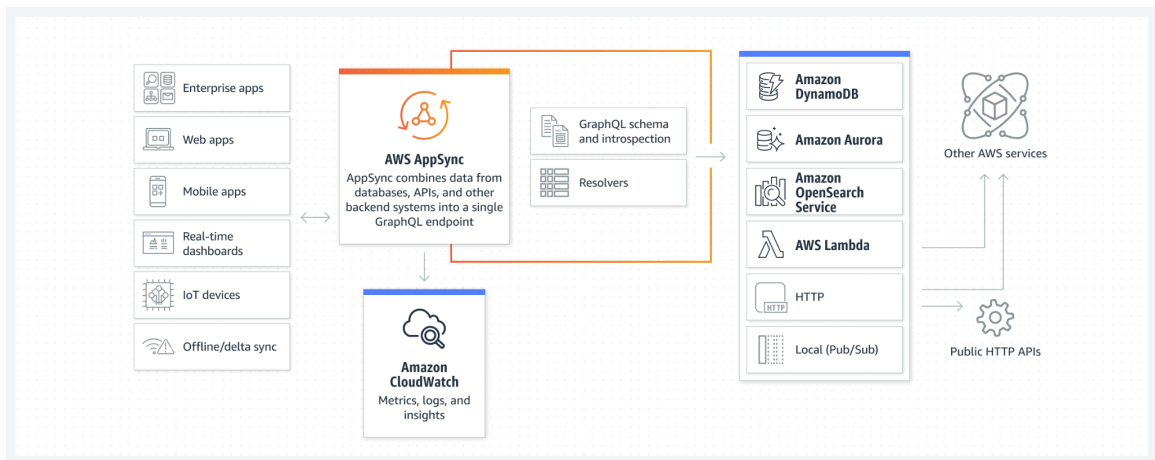 Enterprise apps
Web apps
Mobile apps
Real-time
dashboards
IoT devices
Offline/delta sync
AWS AppSync
AppSync combines data from
databases, APIs, and other
backend systems into a single
GraphQL endpoint
Amazon
CloudWatch
Metrics, logs, and
insights
GraphQL schema
and introspection
Resolvers
Amazon
DynamoDB
Amazon Aurora
Amazon
OpenSearch
Service
AWS Lambda
HTTP
HTTP
Local (Pub/Sub)
Other AWS services
Public HTTP APIs